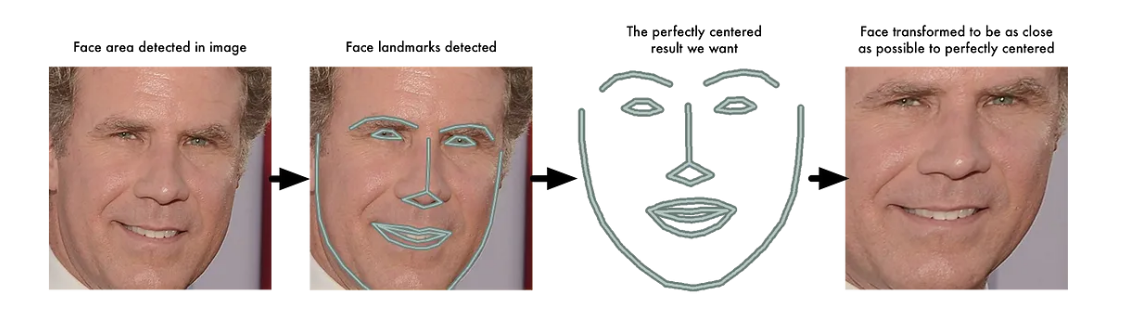 Face area detected in image
Face landmarks detected
The perfectly centered
result we want
Face transformed to be as close
as possible to perfectly centered